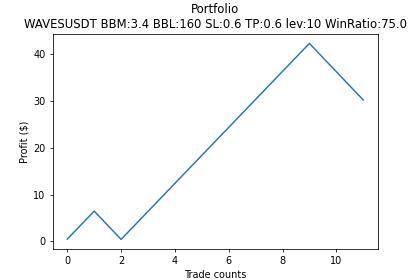 Portfolio
WAVESUSDT BBM:3.4 BBL:160 SL:0.6 TP:0.6 lev:10 WinRatio:75.0
Profit ($)
40
30
20
10
0
0 2 4 6 8 10
Trade counts